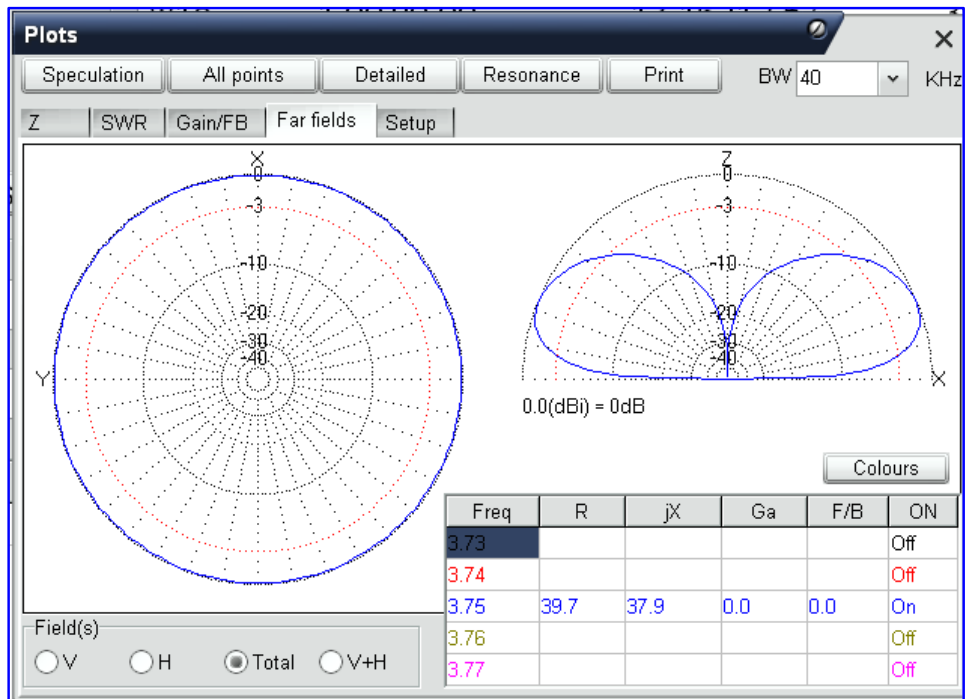 Plots
Speculation All points Detailed Resonance Print BW 40 KHz
Z SWR Gain/FB Far fields Setup
X
0
-3
-10
-20
-30
-40
Y
Z
0
-3
-10
-20
-30
-40
X
0.0(dBi) = 0dB
Colours
Freq R jX Ga F/B ON
3.73 Off
3.74 Off
3.75 39.7 37.9 0.0 0.0 On
3.76 Off
3.77 Off
Field(s)
V H Total V+H